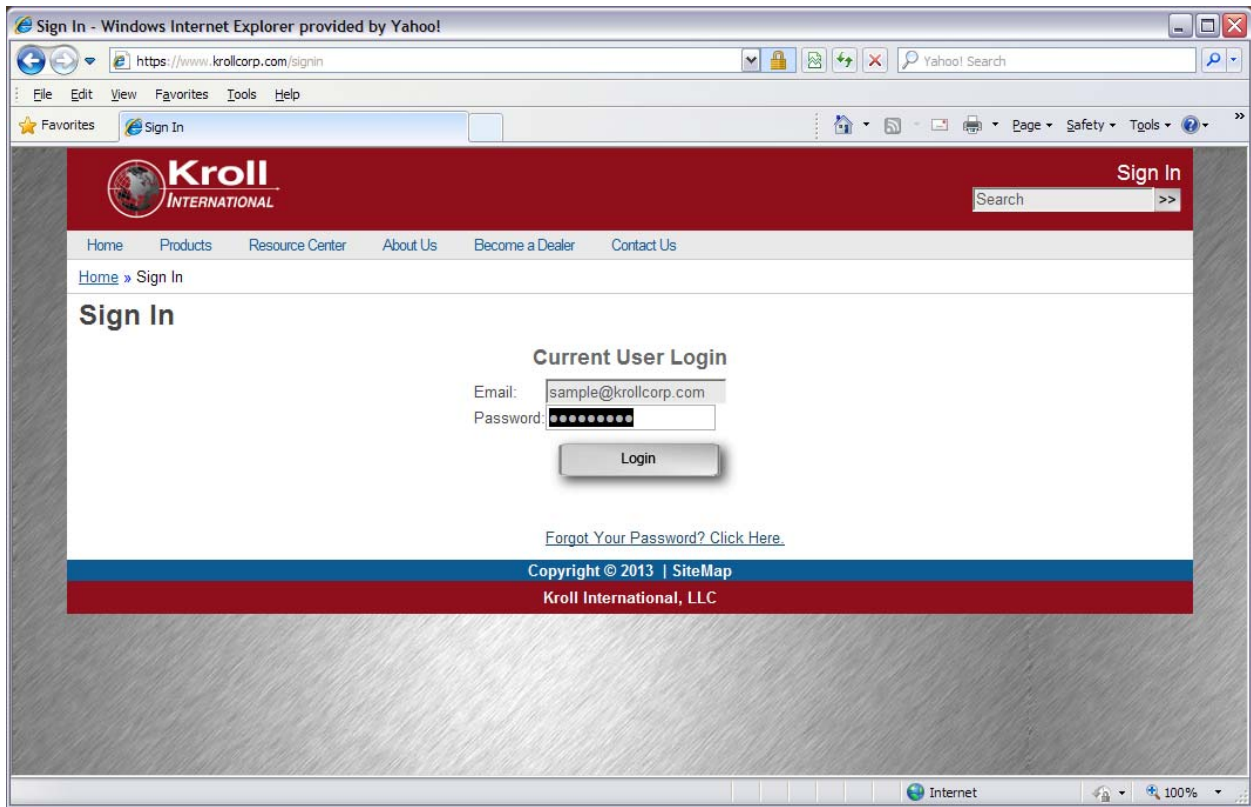 Sign In - Windows Internet Explorer provided by Yahoo!
https://www.krollcorp.com/signin
Yahoo! Search
File Edit View Favorites Tools Help
Favorites Sign In Page Safety Tools »
Kroll
INTERNATIONAL
Sign In
Search >>
Home Products Resource Center About Us Become a Dealer Contact Us
Home » Sign In
Sign In
Current User Login
Email: sample@krollcorp.com
Password: •••••••••
Login
Forgot Your Password? Click Here.
Copyright © 2013 | SiteMap
Kroll International, LLC
Internet 100%